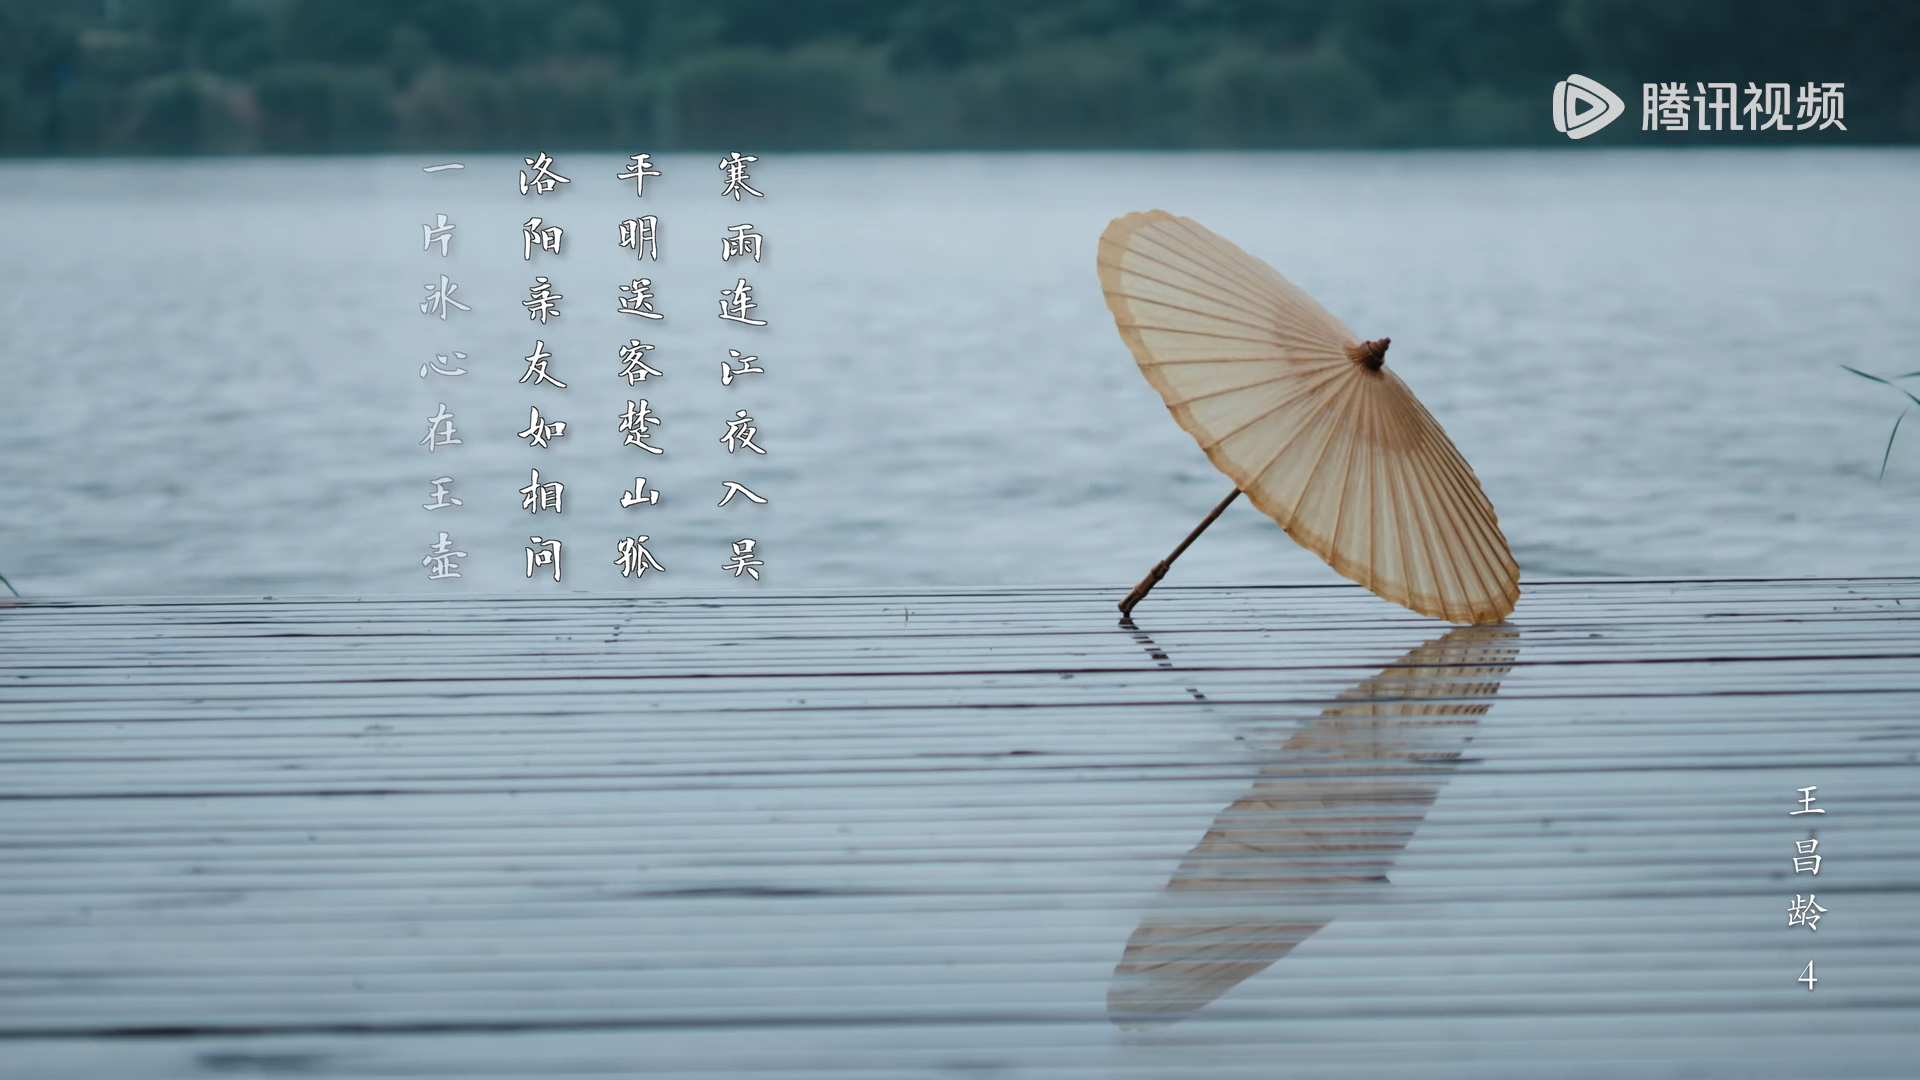 腾讯视频
寒雨连江夜入吴
平明送客楚山孤
洛阳亲友如相问
一片冰心在玉壶
王昌龄 4